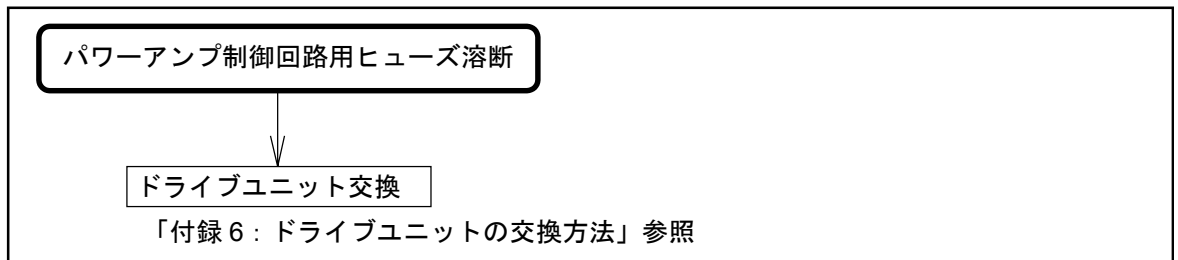 パワーアンプ制御回路用ヒューズ溶断
ドライブユニット交換
「付録 6：ドライブユニットの交換方法」参照